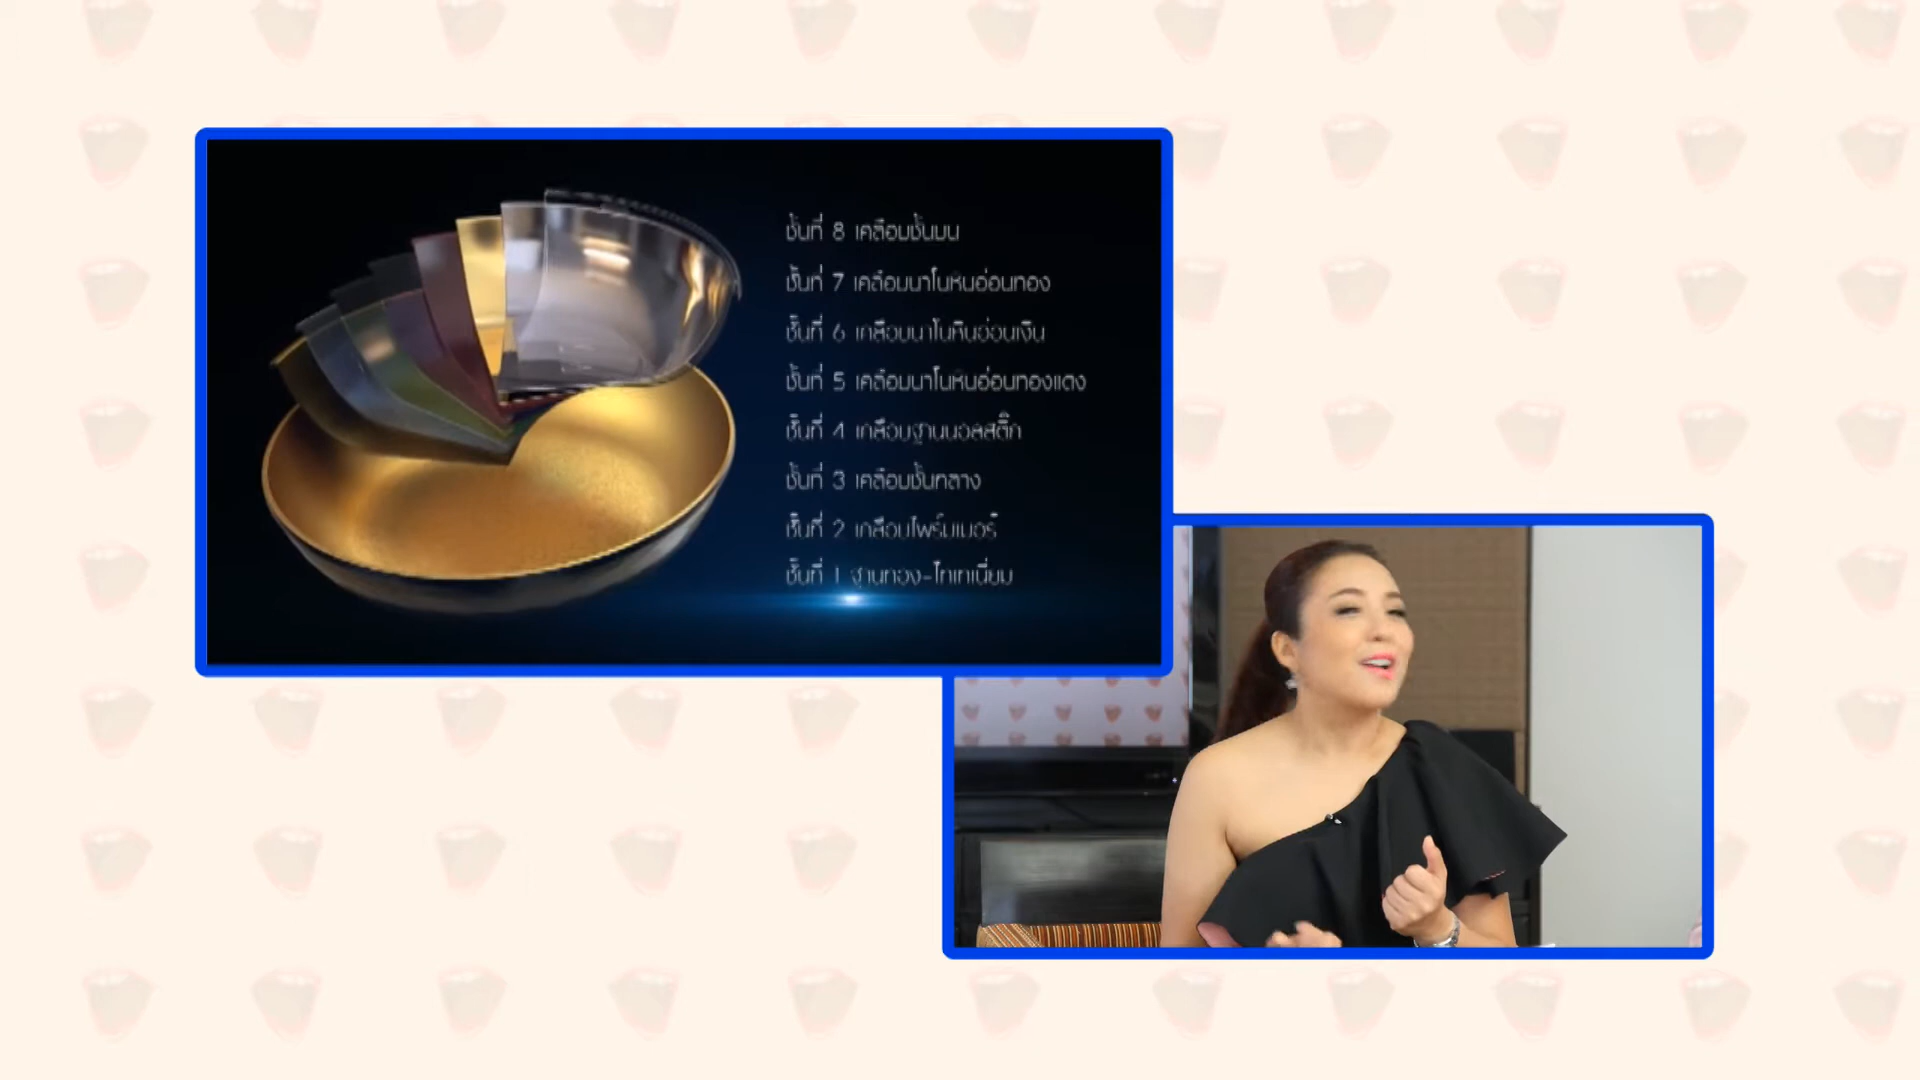 ชั้นที่ 8 เคลือบชั้นบน
ชั้นที่ 7 เคลือบนาโนหินอ่อนทอง
ชั้นที่ 6 เคลือบนาโนหินอ่อนเงิน
ชั้นที่ 5 เคลือบนาโนหินอ่อนทองแดง
ชั้นที่ 4 เคลือบฐานนอลสติ๊ก
ชั้นที่ 3 เคลือบชั้นกลาง
ชั้นที่ 2 เคลือบไพร์มเมอร์
ชั้นที่ 1 ฐานทอง-ไทเทเนี่ยม